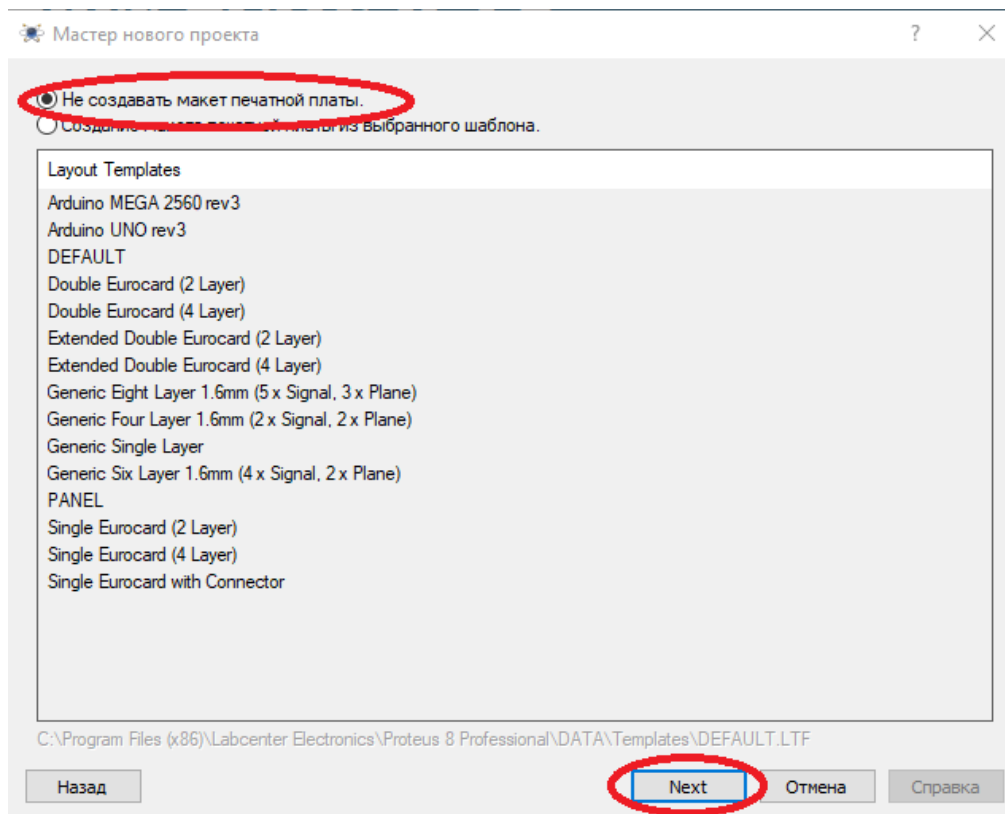 Мастер нового проекта
Не создавать макет печатной платы.
Создание макета печатной платы из выбранного шаблона.
Layout Templates
Arduino MEGA 2560 rev3
Arduino UNO rev3
DEFAULT
Double Eurocard (2 Layer)
Double Eurocard (4 Layer)
Extended Double Eurocard (2 Layer)
Extended Double Eurocard (4 Layer)
Generic Eight Layer 1.6mm (5 x Signal, 3 x Plane)
Generic Four Layer 1.6mm (2 x Signal, 2 x Plane)
Generic Single Layer
Generic Six Layer 1.6mm (4 x Signal, 2 x Plane)
PANEL
Single Eurocard (2 Layer)
Single Eurocard (4 Layer)
Single Eurocard with Connector
C:\Program Files (x86)\Labcenter Electronics\Proteus 8 Professional\DATA\Templates\DEFAULT.LTF
Назад Next Отмена Справка